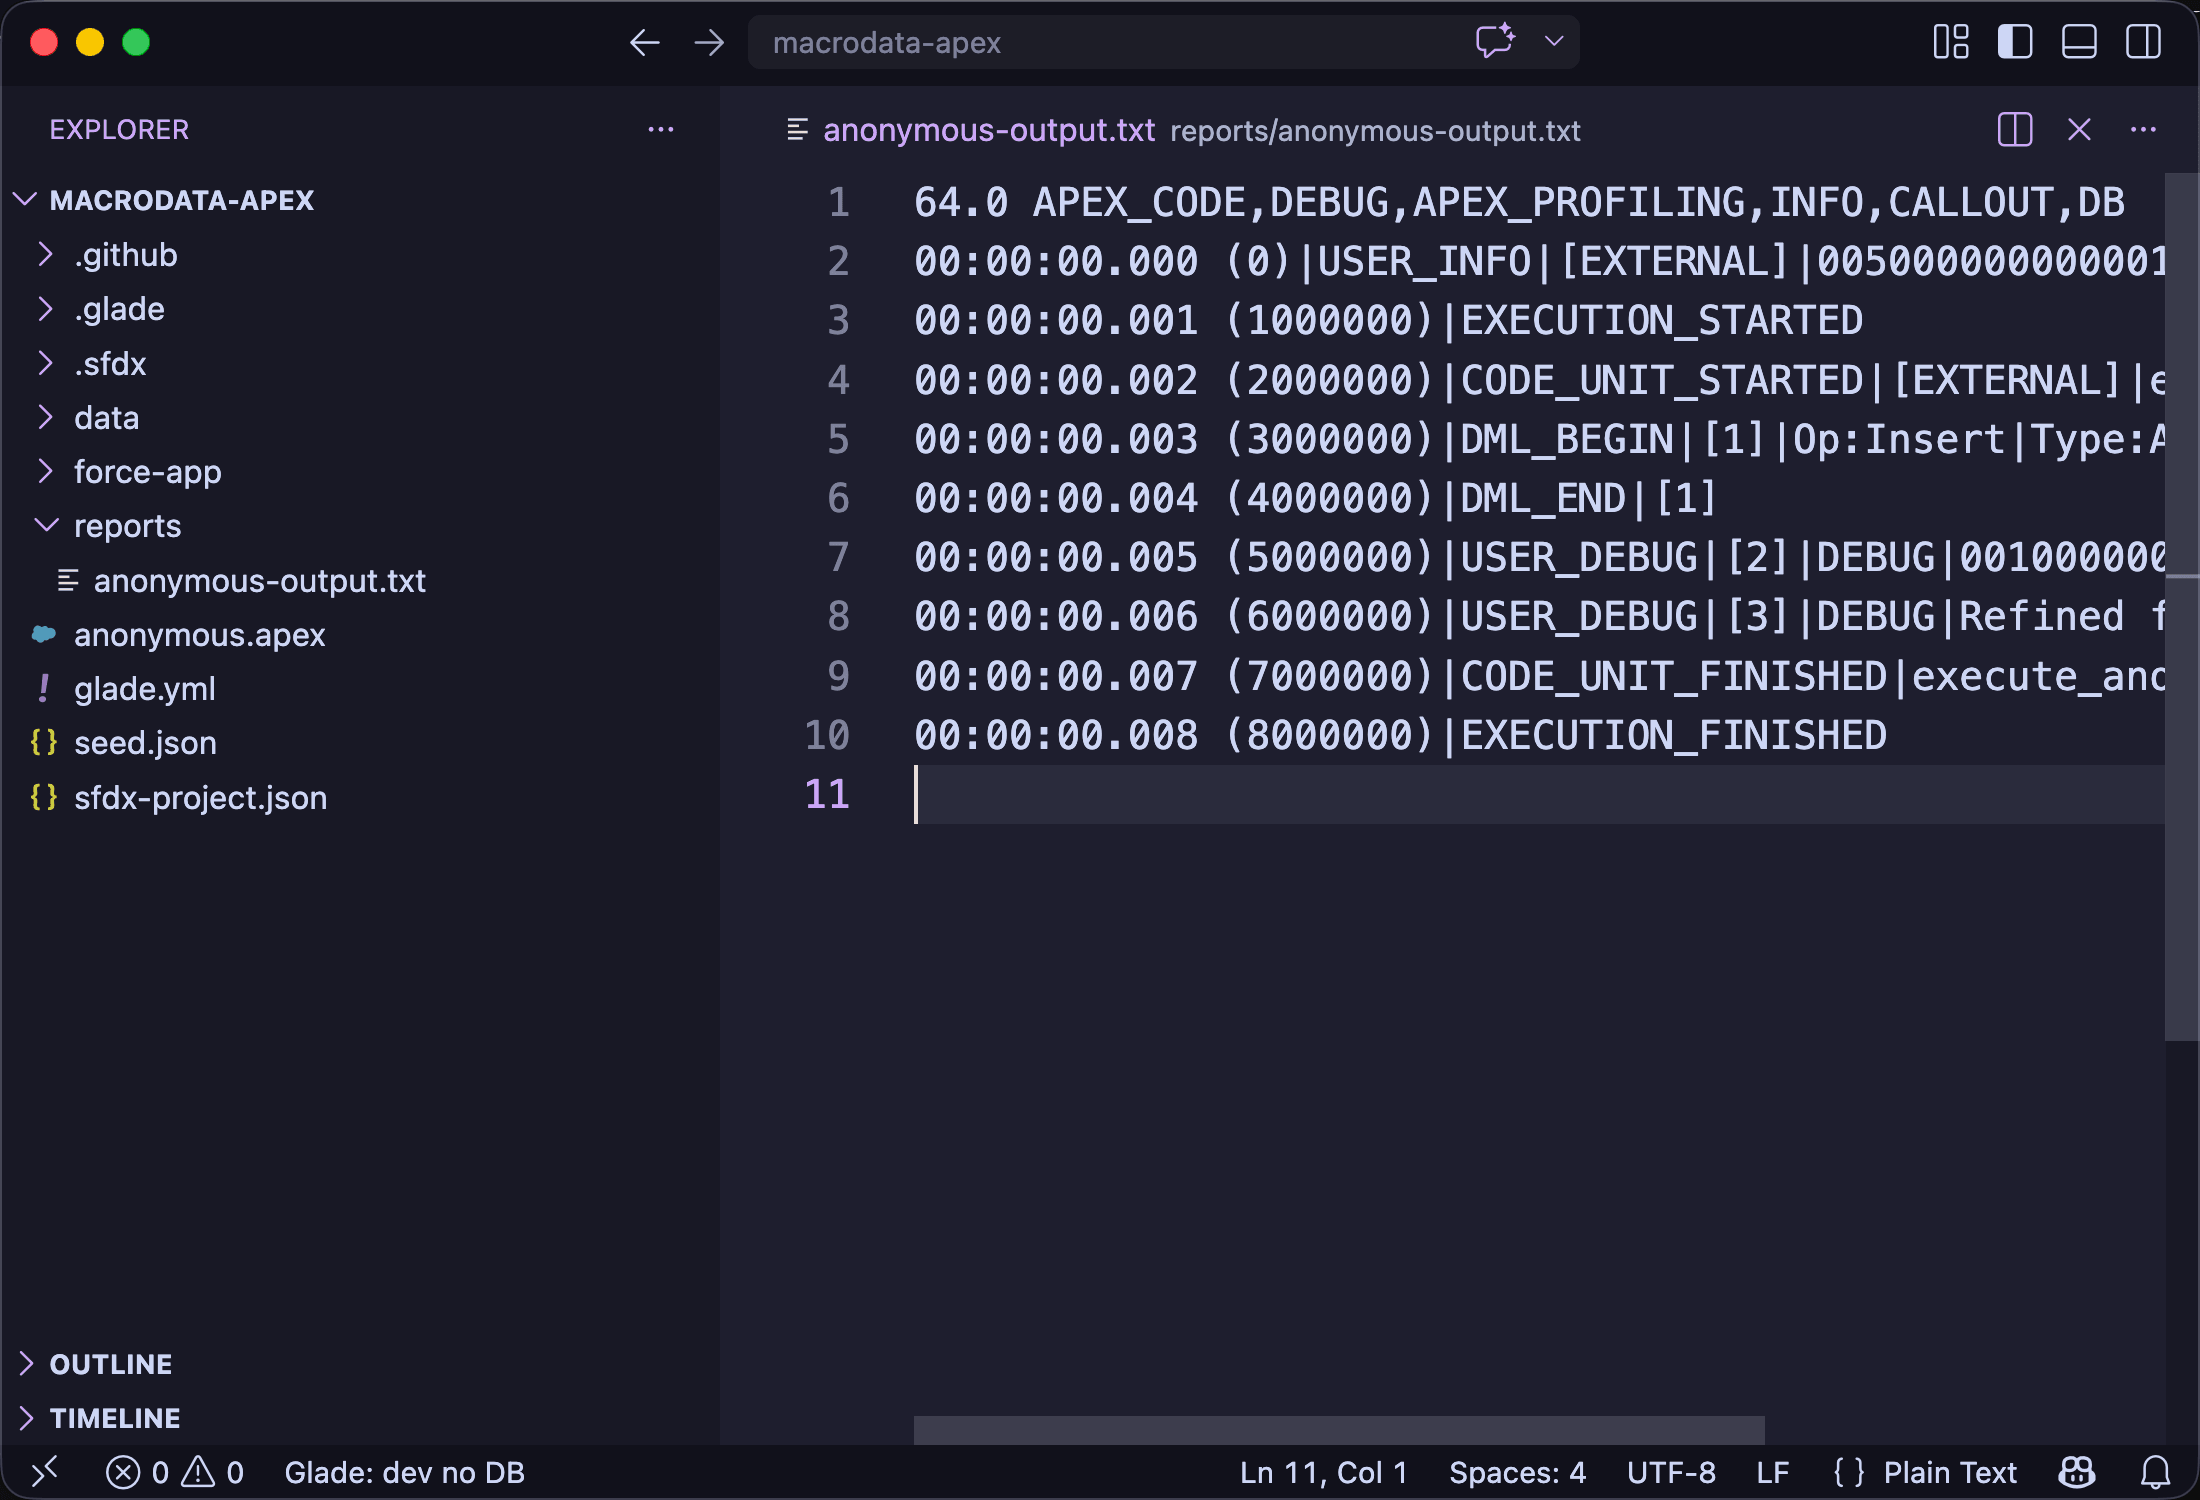 macrodata-apex
EXPLORER
MACRODATA-APEX
.github
.glade
.sfdx
data
force-app
reports
anonymous-output.txt
anonymous.apex
glade.yml
seed.json
sfdx-project.json
OUTLINE
TIMELINE
anonymous-output.txt reports/anonymous-output.txt
1 64.0 APEX_CODE,DEBUG,APEX_PROFILING,INFO,CALLOUT,DB
2 00:00:00.000 (0)|USER_INFO|[EXTERNAL]|005000000000001
3 00:00:00.001 (1000000)|EXECUTION_STARTED
4 00:00:00.002 (2000000)|CODE_UNIT_STARTED|[EXTERNAL]|e
5 00:00:00.003 (3000000)|DML_BEGIN|[1]|Op:Insert|Type:A
6 00:00:00.004 (4000000)|DML_END|[1]
7 00:00:00.005 (5000000)|USER_DEBUG|[2]|DEBUG|001000000
8 00:00:00.006 (6000000)|USER_DEBUG|[3]|DEBUG|Refined f
9 00:00:00.007 (7000000)|CODE_UNIT_FINISHED|execute_ano
10 00:00:00.008 (8000000)|EXECUTION_FINISHED
11
0 0 Glade: dev no DB
Ln 11, Col 1 Spaces: 4 UTF-8 LF { } Plain Text